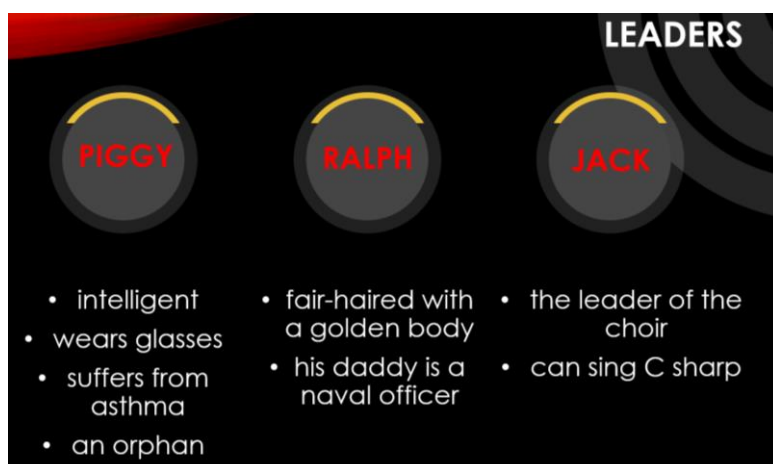 LEADERS
PIGGY
RALPH
JACK
• intelligent
• wears glasses
• suffers from
asthma
• an orphan
• fair-haired with
a golden body
• his daddy is a
naval officer
• the leader of the
choir
• can sing C sharp